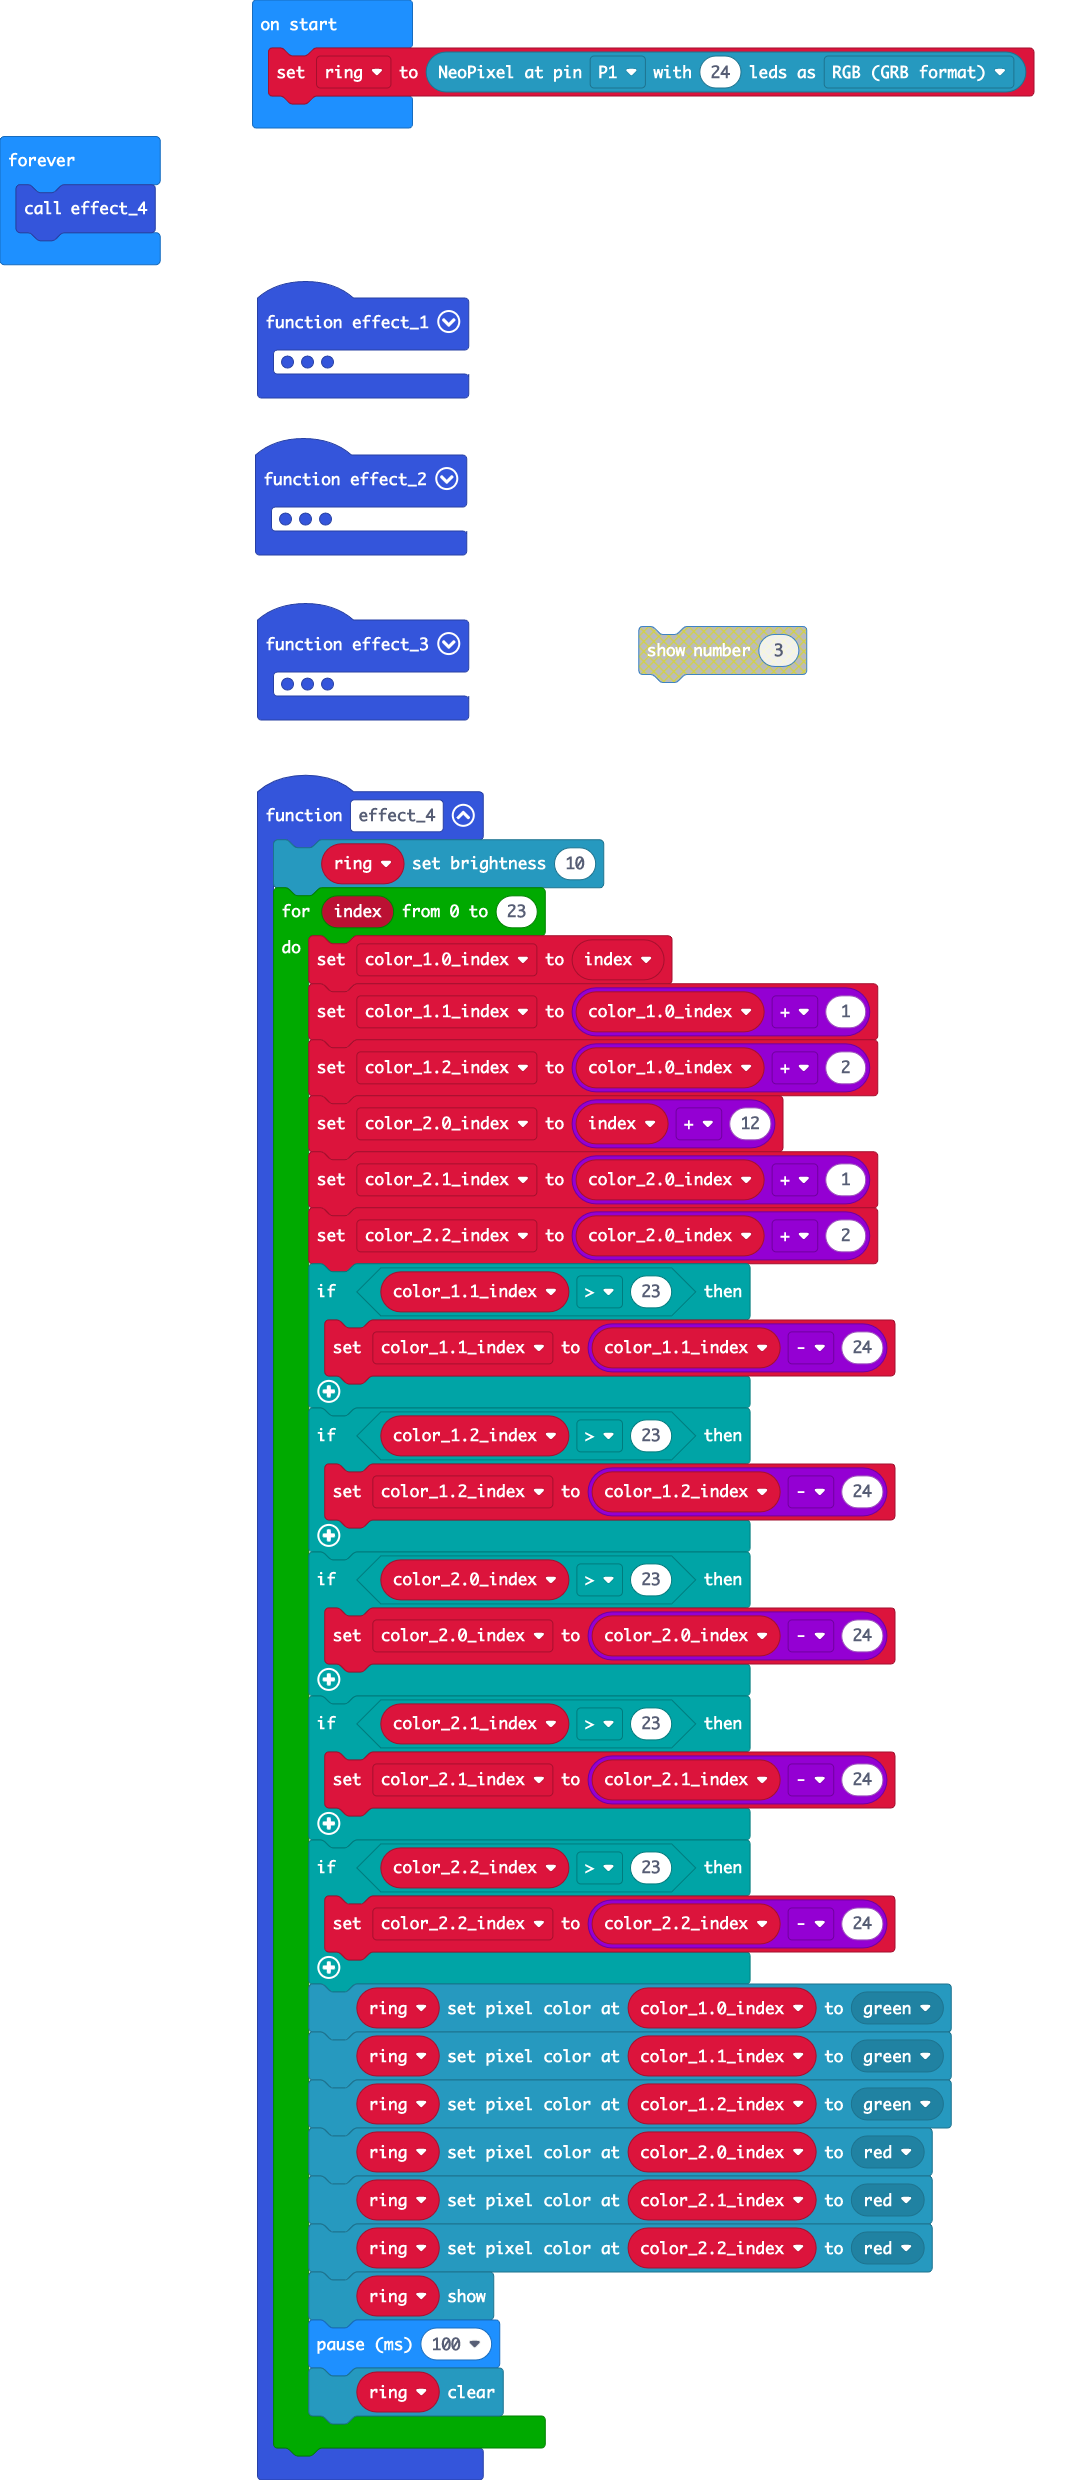 on start
set ring to NeoPixel at pin P1 with 24 leds as RGB (GRB format)
forever
call effect_4
function effect_1
function effect_2
function effect_3
show number 3
function effect_4
ring set brightness 10
for index from 0 to 23
do
set color_1.0_index to index
set color_1.1_index to color_1.0_index + 1
set color_1.2_index to color_1.0_index + 2
set color_2.0_index to index + 12
set color_2.1_index to color_2.0_index + 1
set color_2.2_index to color_2.0_index + 2
if color_1.1_index > 23 then
set color_1.1_index to color_1.1_index - 24
if color_1.2_index > 23 then
set color_1.2_index to color_1.2_index - 24
if color_2.0_index > 23 then
set color_2.0_index to color_2.0_index - 24
if color_2.1_index > 23 then
set color_2.1_index to color_2.1_index - 24
if color_2.2_index > 23 then
set color_2.2_index to color_2.2_index - 24
ring set pixel color at color_1.0_index to green
ring set pixel color at color_1.1_index to green
ring set pixel color at color_1.2_index to green
ring set pixel color at color_2.0_index to red
ring set pixel color at color_2.1_index to red
ring set pixel color at color_2.2_index to red
ring show
pause (ms) 100
ring clear